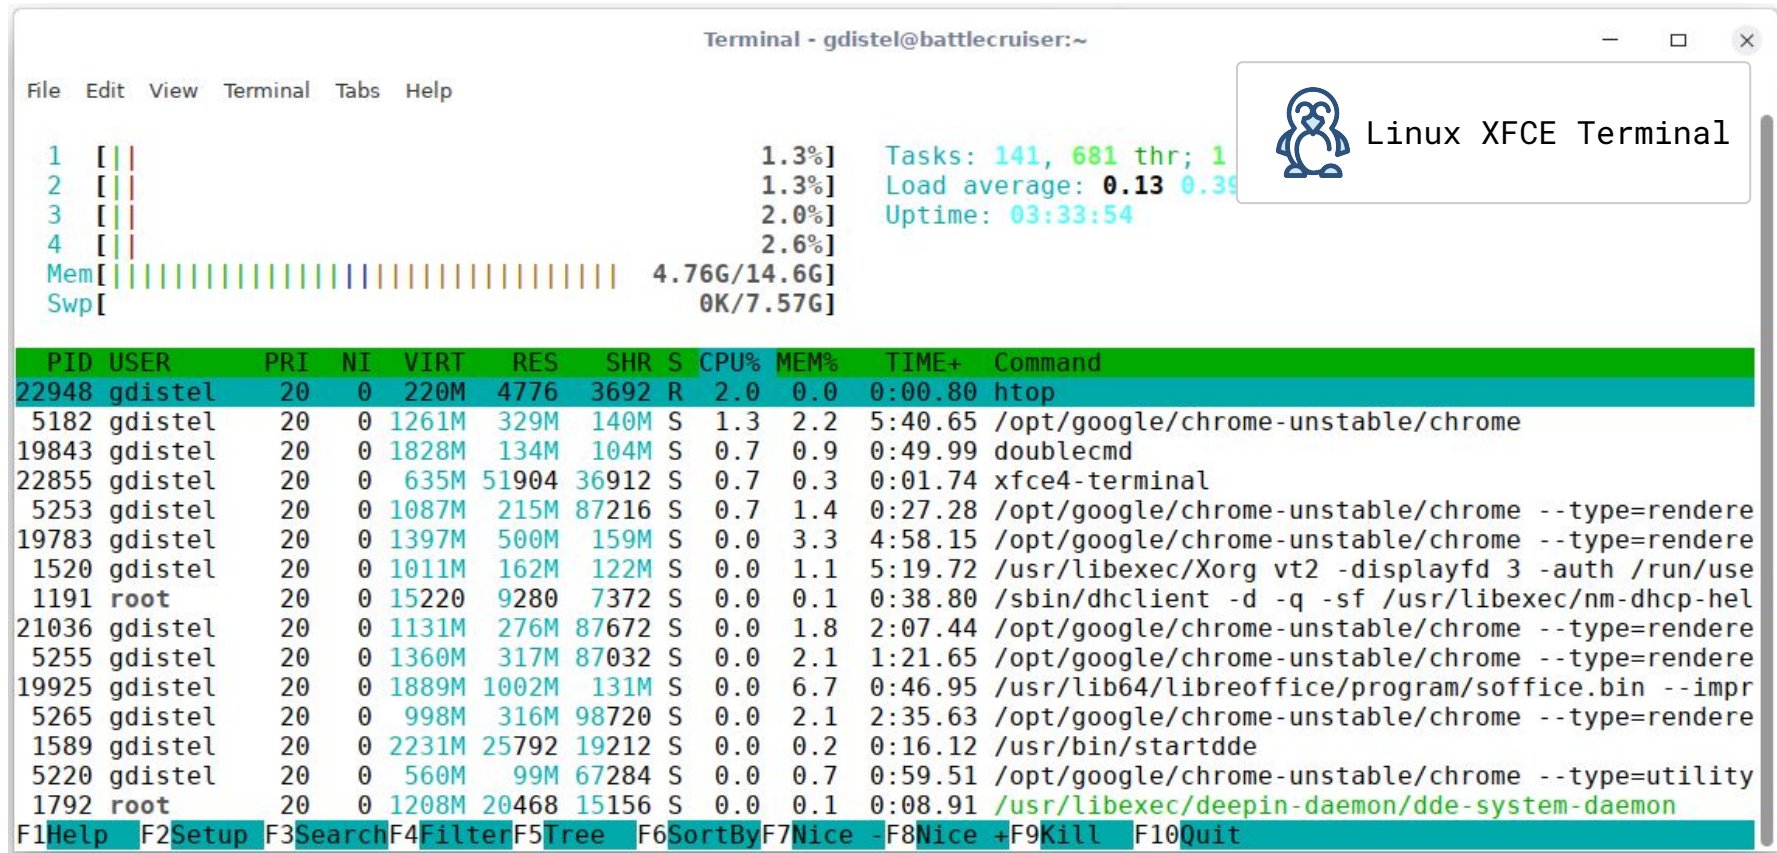 Terminal - gdistel@battlecruiser:~
File Edit View Terminal Tabs Help
Linux XFCE Terminal
1 [|| 1.3%] Tasks: 141, 681 thr; 1
2 [|| 1.3%] Load average: 0.13 0.39
3 [|| 2.0%] Uptime: 03:33:54
4 [|| 2.6%]
Mem[||||||||||||||||||||||||||||||||| 4.76G/14.6G]
Swp[ 0K/7.57G]
PID USER PRI NI VIRT RES SHR S CPU% MEM% TIME+ Command
22948 gdistel 20 0 220M 4776 3692 R 2.0 0.0 0:00.80 htop
5182 gdistel 20 0 1261M 329M 140M S 1.3 2.2 5:40.65 /opt/google/chrome-unstable/chrome
19843 gdistel 20 0 1828M 134M 104M S 0.7 0.9 0:49.99 doublecmd
22855 gdistel 20 0 635M 51904 36912 S 0.7 0.3 0:01.74 xfce4-terminal
5253 gdistel 20 0 1087M 215M 87216 S 0.7 1.4 0:27.28 /opt/google/chrome-unstable/chrome --type=rendere
19783 gdistel 20 0 1397M 500M 159M S 0.0 3.3 4:58.15 /opt/google/chrome-unstable/chrome --type=rendere
1520 gdistel 20 0 1011M 162M 122M S 0.0 1.1 5:19.72 /usr/libexec/Xorg vt2 -displayfd 3 -auth /run/use
1191 root 20 0 15220 9280 7372 S 0.0 0.1 0:38.80 /sbin/dhclient -d -q -sf /usr/libexec/nm-dhcp-hel
21036 gdistel 20 0 1131M 276M 87672 S 0.0 1.8 2:07.44 /opt/google/chrome-unstable/chrome --type=rendere
5255 gdistel 20 0 1360M 317M 87032 S 0.0 2.1 1:21.65 /opt/google/chrome-unstable/chrome --type=rendere
19925 gdistel 20 0 1889M 1002M 131M S 0.0 6.7 0:46.95 /usr/lib64/libreoffice/program/soffice.bin --impr
5265 gdistel 20 0 998M 316M 98720 S 0.0 2.1 2:35.63 /opt/google/chrome-unstable/chrome --type=rendere
1589 gdistel 20 0 2231M 25792 19212 S 0.0 0.2 0:16.12 /usr/bin/startdde
5220 gdistel 20 0 560M 99M 67284 S 0.0 0.7 0:59.51 /opt/google/chrome-unstable/chrome --type=utility
1792 root 20 0 1208M 20468 15156 S 0.0 0.1 0:08.91 /usr/libexec/deepin-daemon/dde-system-daemon
F1Help F2Setup F3SearchF4FilterF5Tree F6SortByF7Nice -F8Nice +F9Kill F10Quit